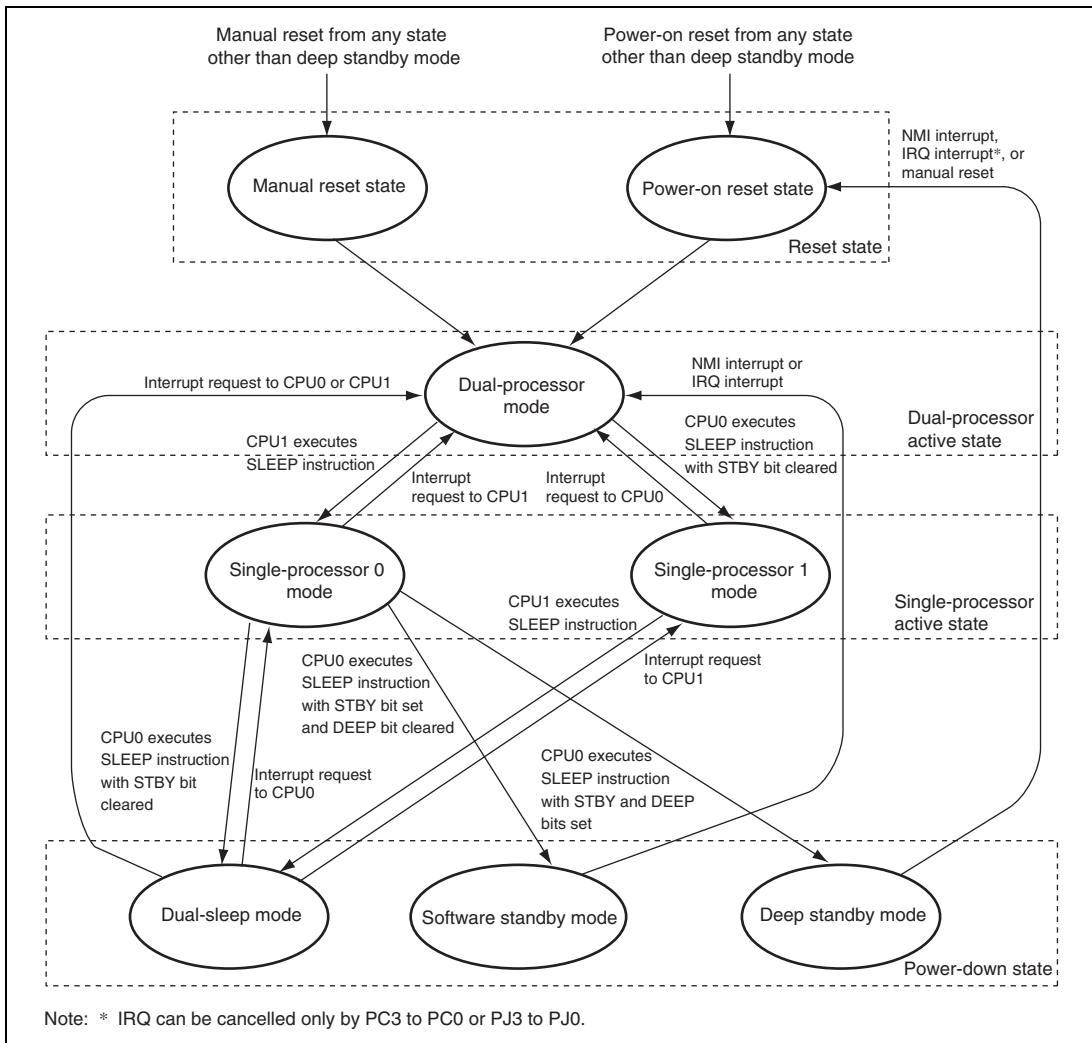 Manual reset from any state
other than deep standby mode
Power-on reset from any state
other than deep standby mode
NMI interrupt,
IRQ interrupt*, or
manual reset
Manual reset state
Power-on reset state
Reset state
Interrupt request to CPU0 or CPU1
Dual-processor
mode
NMI interrupt or
IRQ interrupt
Dual-processor
active state
CPU1 executes
SLEEP instruction
Interrupt
request to CPU1
Interrupt
request to CPU0
CPU0 executes
SLEEP instruction
with STBY bit cleared
Single-processor 0
mode
Single-processor 1
mode
Single-processor
active state
CPU1 executes
SLEEP instruction
CPU0 executes
SLEEP instruction
with STBY bit set
and DEEP bit cleared
Interrupt request
to CPU1
CPU0 executes
SLEEP instruction
with STBY bit
cleared
Interrupt request
to CPU0
CPU0 executes
SLEEP instruction
with STBY and DEEP
bits set
Dual-sleep mode
Software standby mode
Deep standby mode
Power-down state
Note: * IRQ can be cancelled only by PC3 to PC0 or PJ3 to PJ0.